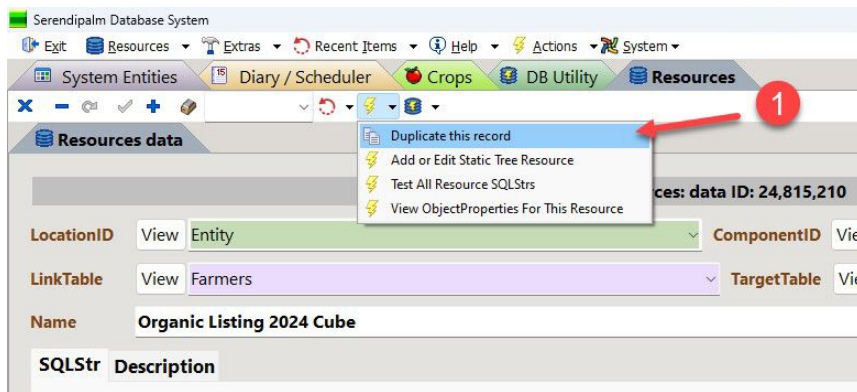 Serendipalm Database System
Exit Resources Extras Recent Items Help Actions System
System Entities 15 Diary / Scheduler Crops DB Utility Resources
1
Resources data
Duplicate this record
Add or Edit Static Tree Resource
Test All Resource SQLStrs
View ObjectProperties For This Resource
ces: data ID: 24,815,210
LocationID View Entity ComponentID Vie
LinkTable View Farmers TargetTable Vie
Name Organic Listing 2024 Cube
SQLStr Description